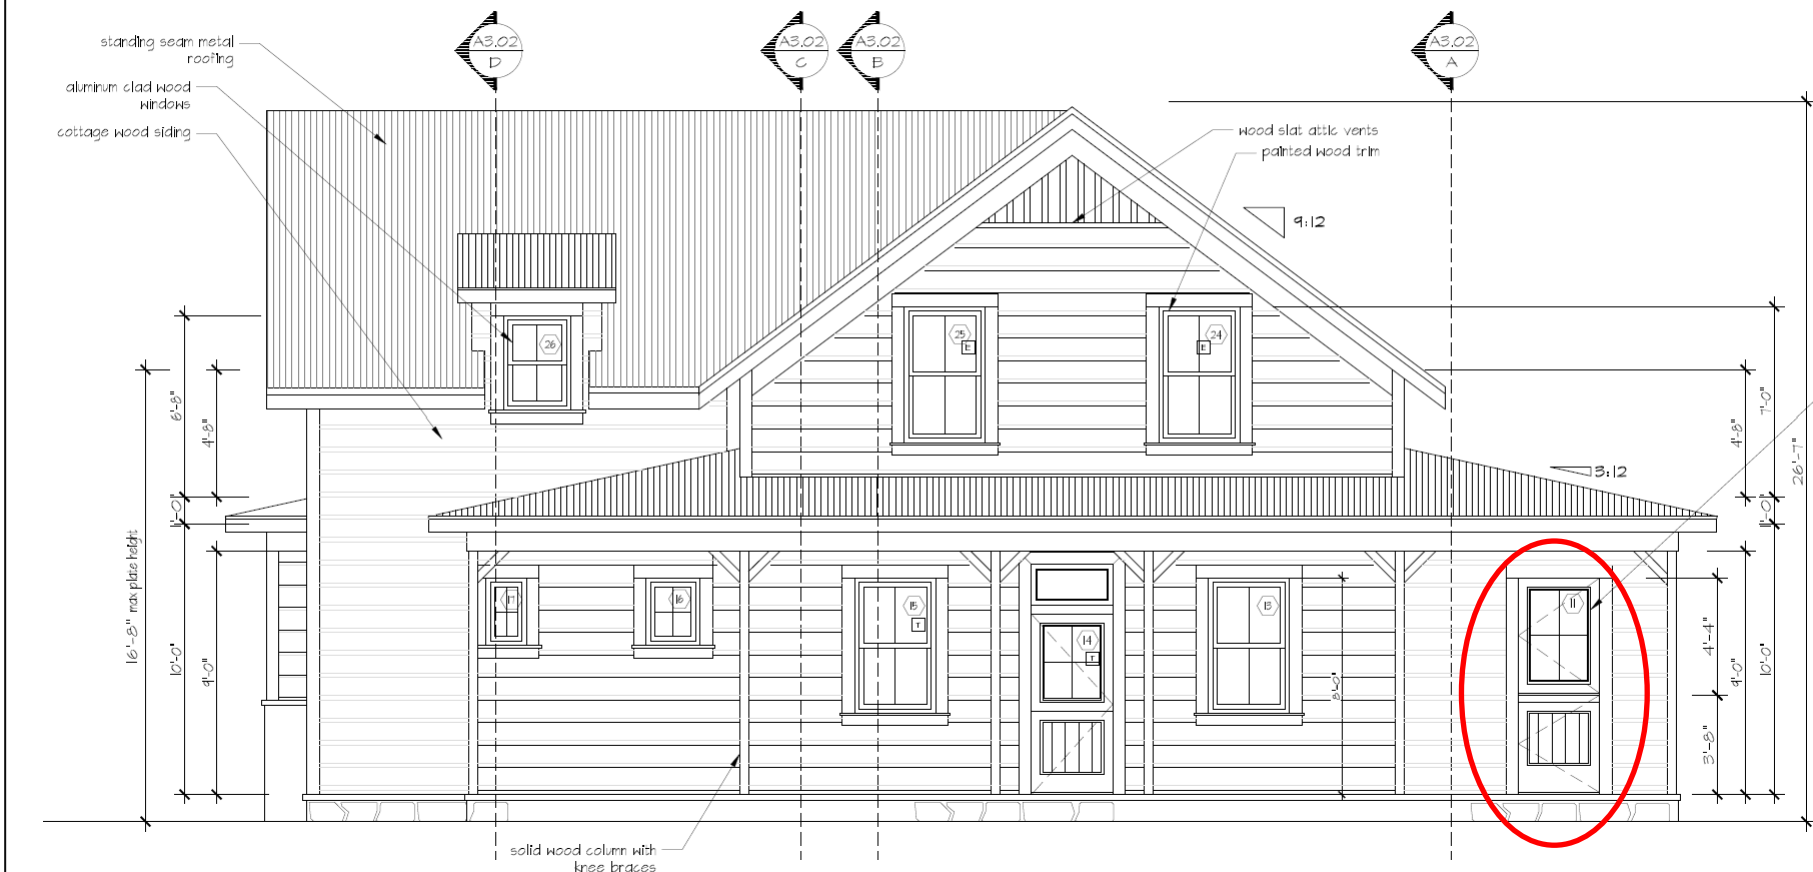 A3.02
D
A3.02
C
A3.02
B
A3.02
A
standing seam metal
roofing
aluminum clad wood
windows
cottage wood siding
wood slat attic vents
painted wood trim
9:12
26
25
E
24
E
6'-8"
4'-8"
1'-0"
16'-8" max plate height
10'-0"
9'-0"
3:12
7'-0"
4'-8"
1'-0"
26'-7"
17
16
15
T
14
T
13
8'-0"
11
4'-4"
9'-0"
10'-0"
3'-8"
solid wood column with
knee braces